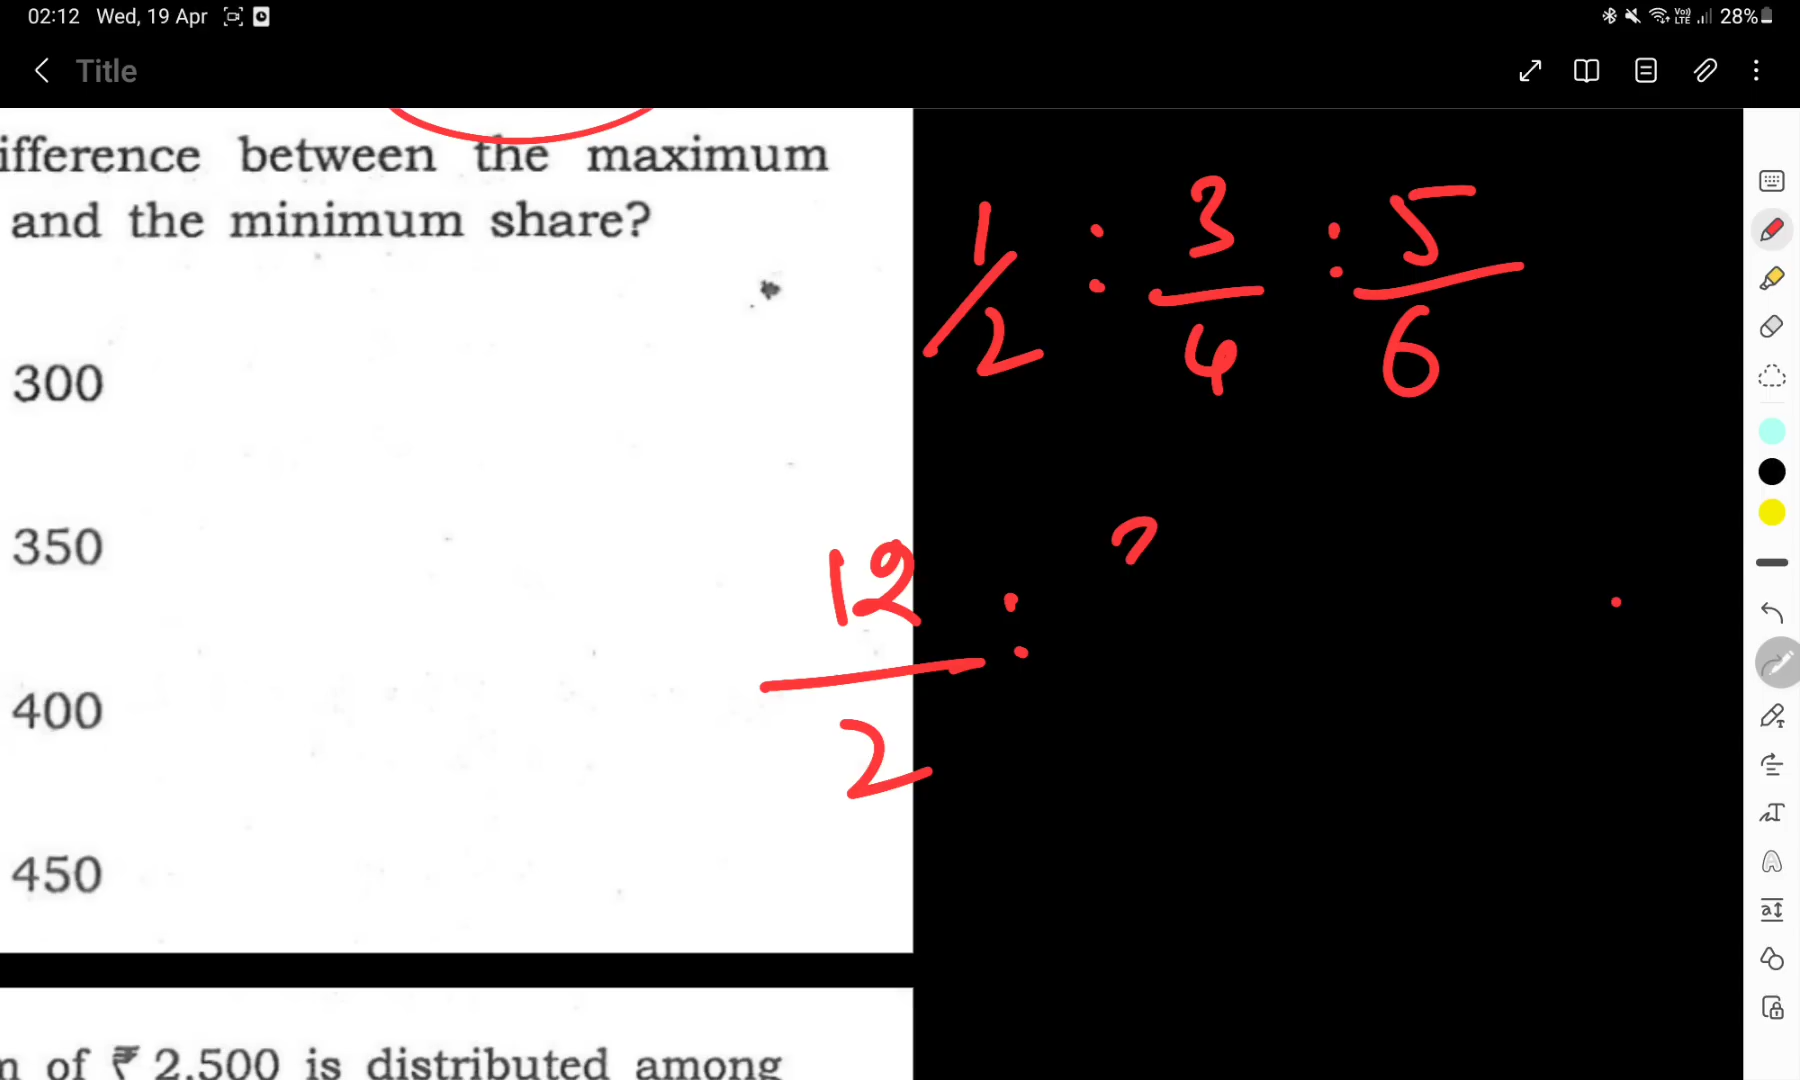 02:12 Wed, 19 Apr
28%
Title
ifference between the maximum
and the minimum share?
1/2 : 3/4 : 5/6
300
350
12/2 :
400
450
of ₹ 2,500 is distributed among